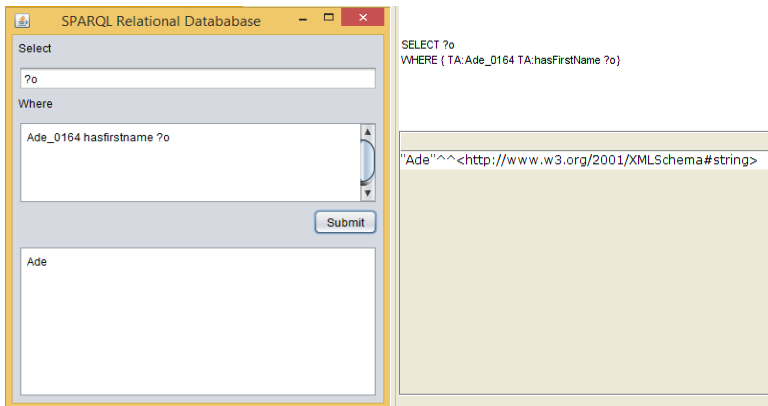 SPARQL Relational Datababase
Select
?o
Where
Ade_0164 hasfirstname ?o
Submit
Ade
SELECT ?o
WHERE { TA:Ade_0164 TA:hasFirstName ?o}
"Ade"^^<http://www.w3.org/2001/XMLSchema#string>